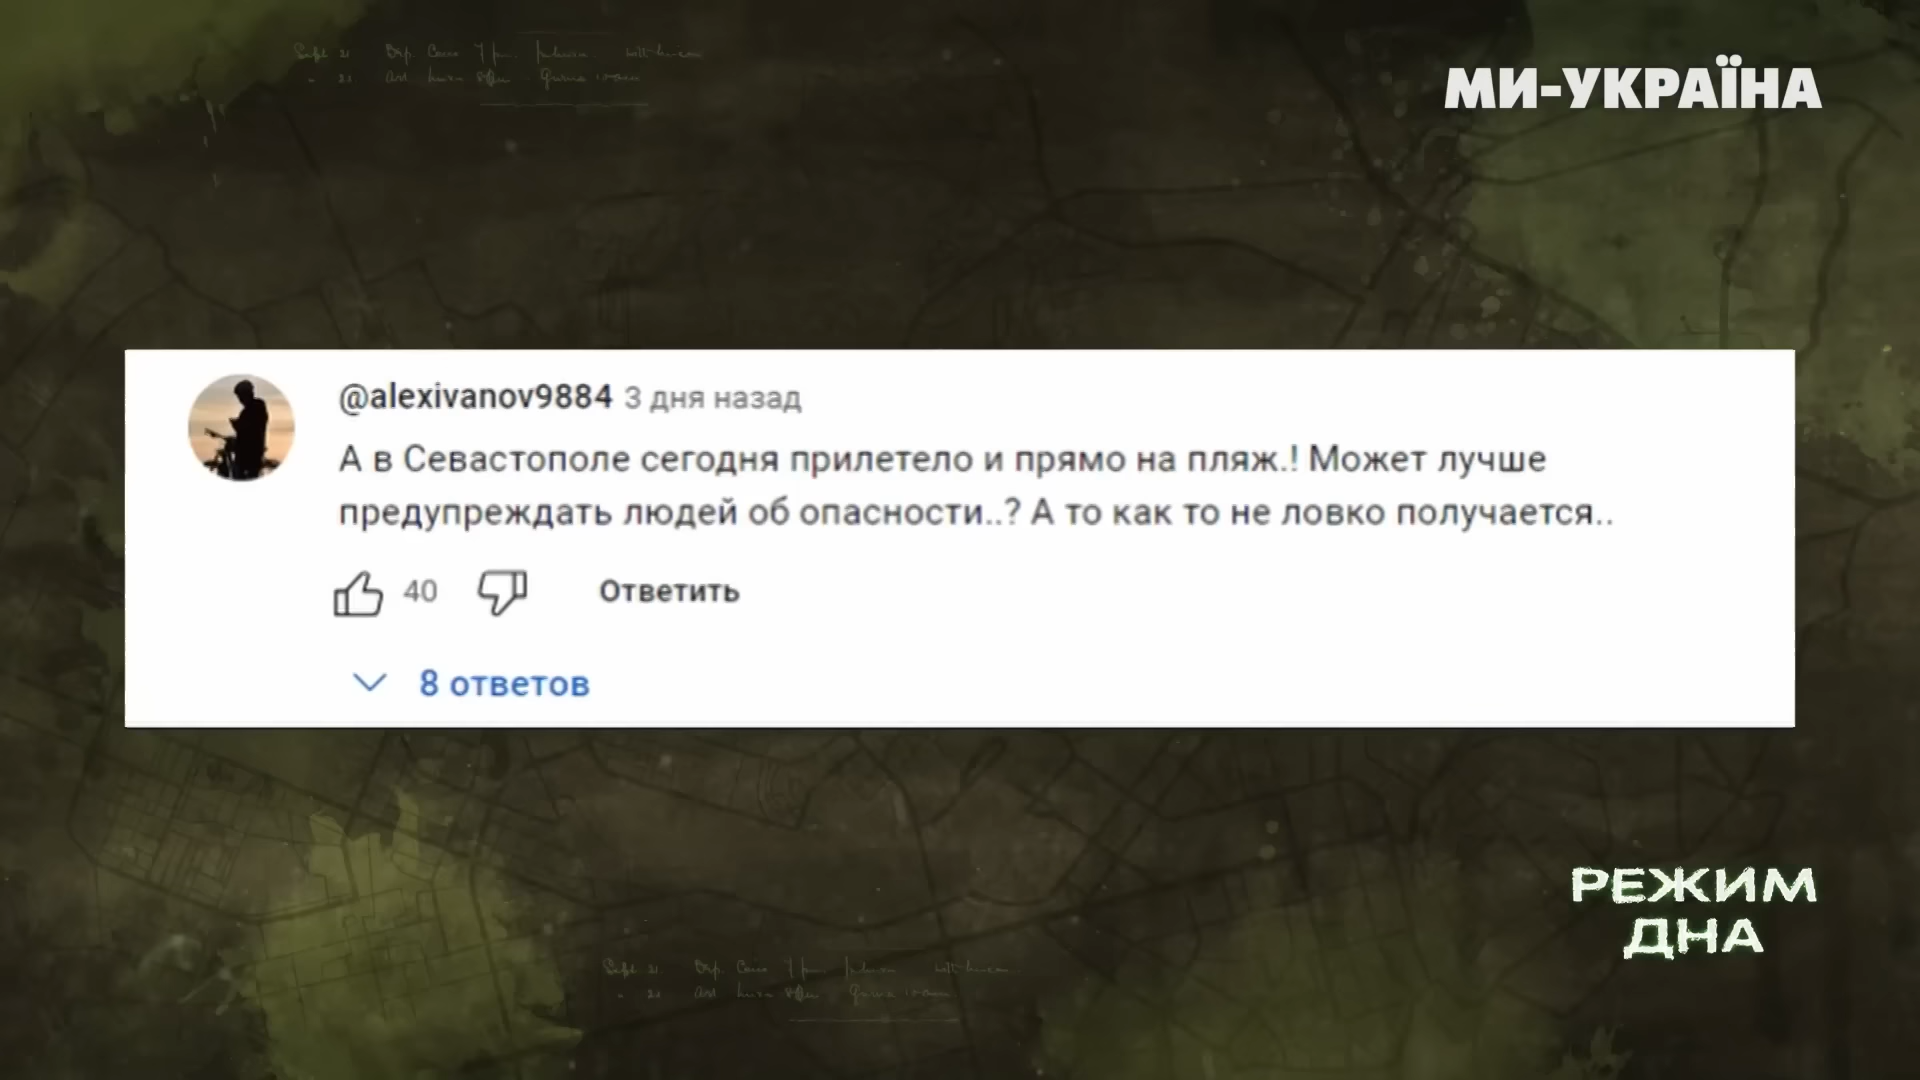 МИ-УКРАЇНА
@alexivanov9884 3 дня назад
А в Севастополе сегодня прилетело и прямо на пляж.! Может лучше
предупреждать людей об опасности..? А то как то не ловко получается..
40 Ответить
8 ответов
РЕЖИМ
ДНА